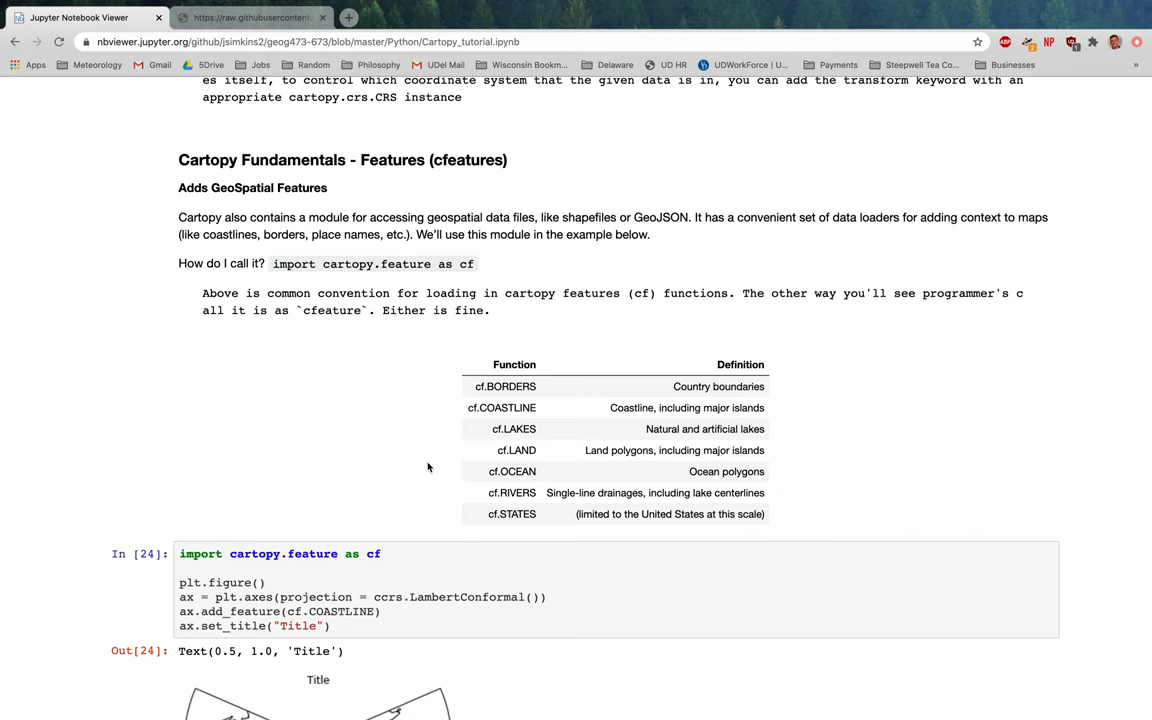 Jupyter Notebook Viewer
https://raw.githubusercontent.
nbviewer.jupyter.org/github/jsimkins2/geog473-673/blob/master/Python/Cartopy_tutorial.ipynb
Apps Meteorology Gmail 5Drive Jobs Random Philosophy UDel Mail Wisconsin Bookm... Delaware UD HR UDWorkForce | U... Payments Steepwell Tea Co... Businesses »
es itself, to control which coordinate system that the given data is in, you can add the transform keyword with an
appropriate cartopy.crs.CRS instance
Cartopy Fundamentals - Features (cfeatures)
Adds GeoSpatial Features
Cartopy also contains a module for accessing geospatial data files, like shapefiles or GeoJSON. It has a convenient set of data loaders for adding context to maps
(like coastlines, borders, place names, etc.). We'll use this module in the example below.
How do I call it? import cartopy.feature as cf
Above is common convention for loading in cartopy features (cf) functions. The other way you'll see programmer's c
all it is as `cfeature`. Either is fine.
Function Definition
cf.BORDERS Country boundaries
cf.COASTLINE Coastline, including major islands
cf.LAKES Natural and artificial lakes
cf.LAND Land polygons, including major islands
cf.OCEAN Ocean polygons
cf.RIVERS Single-line drainages, including lake centerlines
cf.STATES (limited to the United States at this scale)
In [24]: import cartopy.feature as cf
plt.figure()
ax = plt.axes(projection = ccrs.LambertConformal())
ax.add_feature(cf.COASTLINE)
ax.set_title("Title")
Out[24]: Text(0.5, 1.0, 'Title')
Title